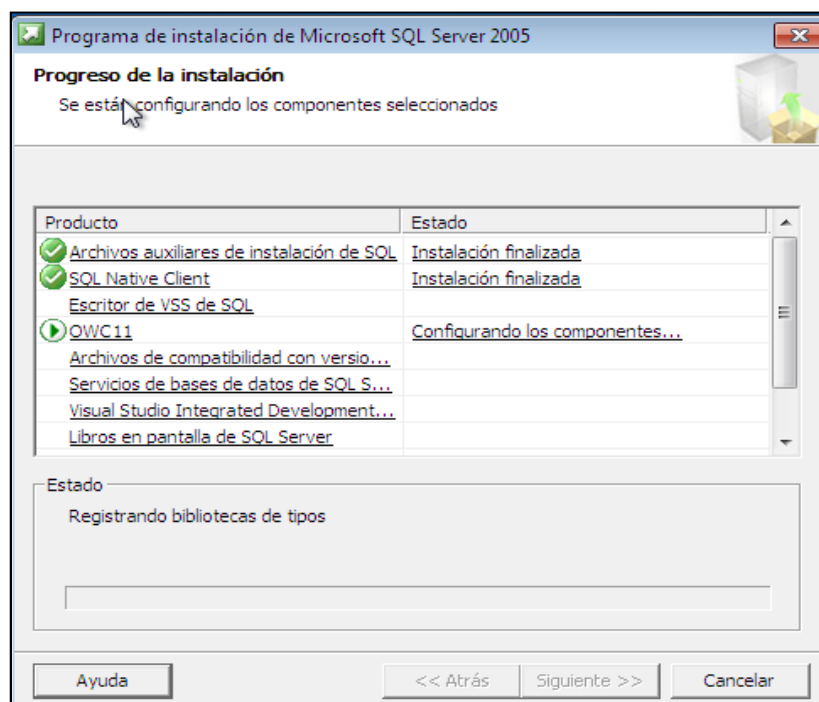 Programa de instalación de Microsoft SQL Server 2005
Progreso de la instalación
Se están configurando los componentes seleccionados
Producto Estado
Archivos auxiliares de instalación de SQL Instalación finalizada
SQL Native Client Instalación finalizada
Escritor de VSS de SQL
OWC11 Configurando los componentes...
Archivos de compatibilidad con versio...
Servicios de bases de datos de SQL S...
Visual Studio Integrated Development...
Libros en pantalla de SQL Server
Estado
Registrando bibliotecas de tipos
Ayuda << Atrás Siguiente >> Cancelar